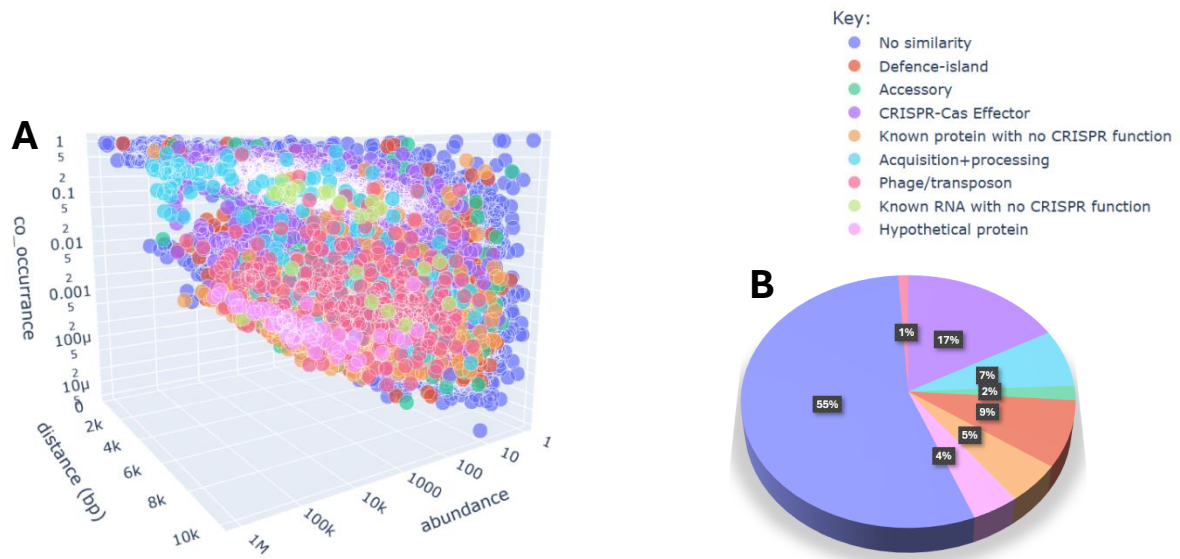 Key:
No similarity
Defence-island
Accessory
CRISPR-Cas Effector
Known protein with no CRISPR function
Acquisition+processing
Phage/transposon
Known RNA with no CRISPR function
Hypothetical protein
A
1
5
2
0.1
5
2
0.01
5
2
0.001
5
2
100μ
5
2
10μ
5
co_occurrance
0
2k
4k
6k
8k
10k
distance (bp)
1M
100k
10k
1000
100
10
1
abundance
B
1%
17%
7%
2%
9%
5%
4%
55%